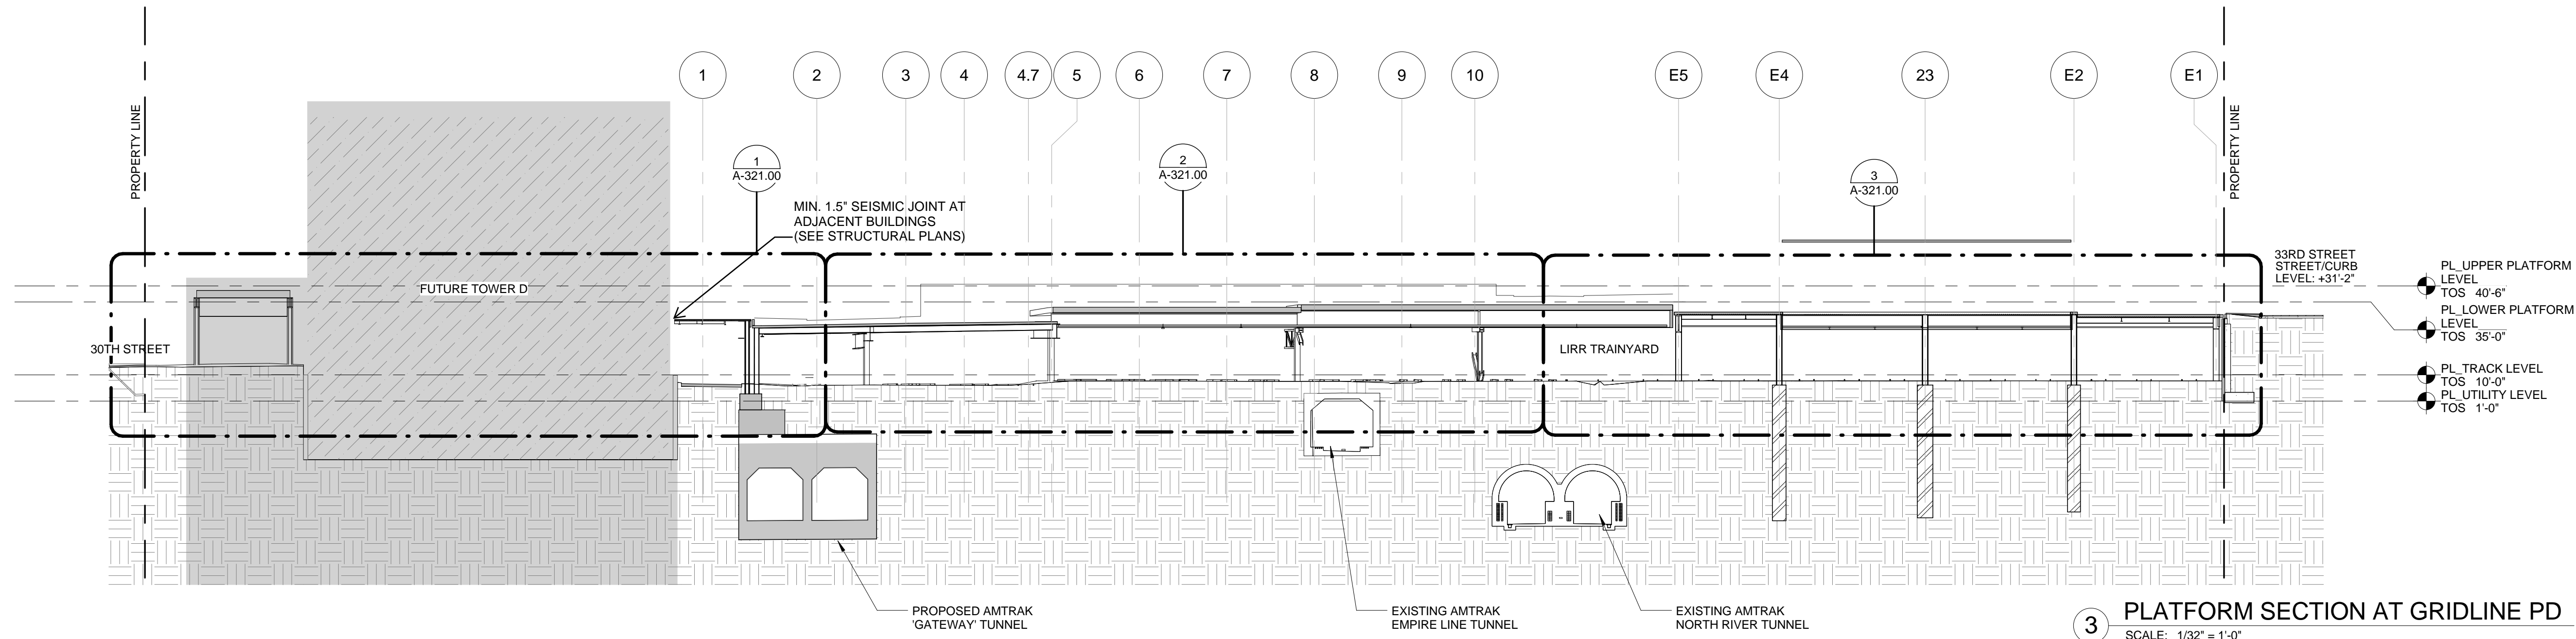 1
2
3
4
4.7
5
6
7
8
9
10
E5
E4
23
E2
E1
PROPERTY LINE
PROPERTY LINE
1
A-321.00
2
A-321.00
3
A-321.00
MIN. 1.5" SEISMIC JOINT AT
ADJACENT BUILDINGS
(SEE STRUCTURAL PLANS)
33RD STREET
STREET/CURB
LEVEL: +31'-2"
PL_UPPER PLATFORM
LEVEL
TOS 40'-6"
PL_LOWER PLATFORM
LEVEL
TOS 35'-0"
FUTURE TOWER D
30TH STREET
LIRR TRAINYARD
PL_TRACK LEVEL
TOS 10'-0"
PL_UTILITY LEVEL
TOS 1'-0"
PROPOSED AMTRAK
'GATEWAY' TUNNEL
EXISTING AMTRAK
EMPIRE LINE TUNNEL
EXISTING AMTRAK
NORTH RIVER TUNNEL
3
PLATFORM SECTION AT GRIDLINE PD
SCALE: 1/32" = 1'-0"